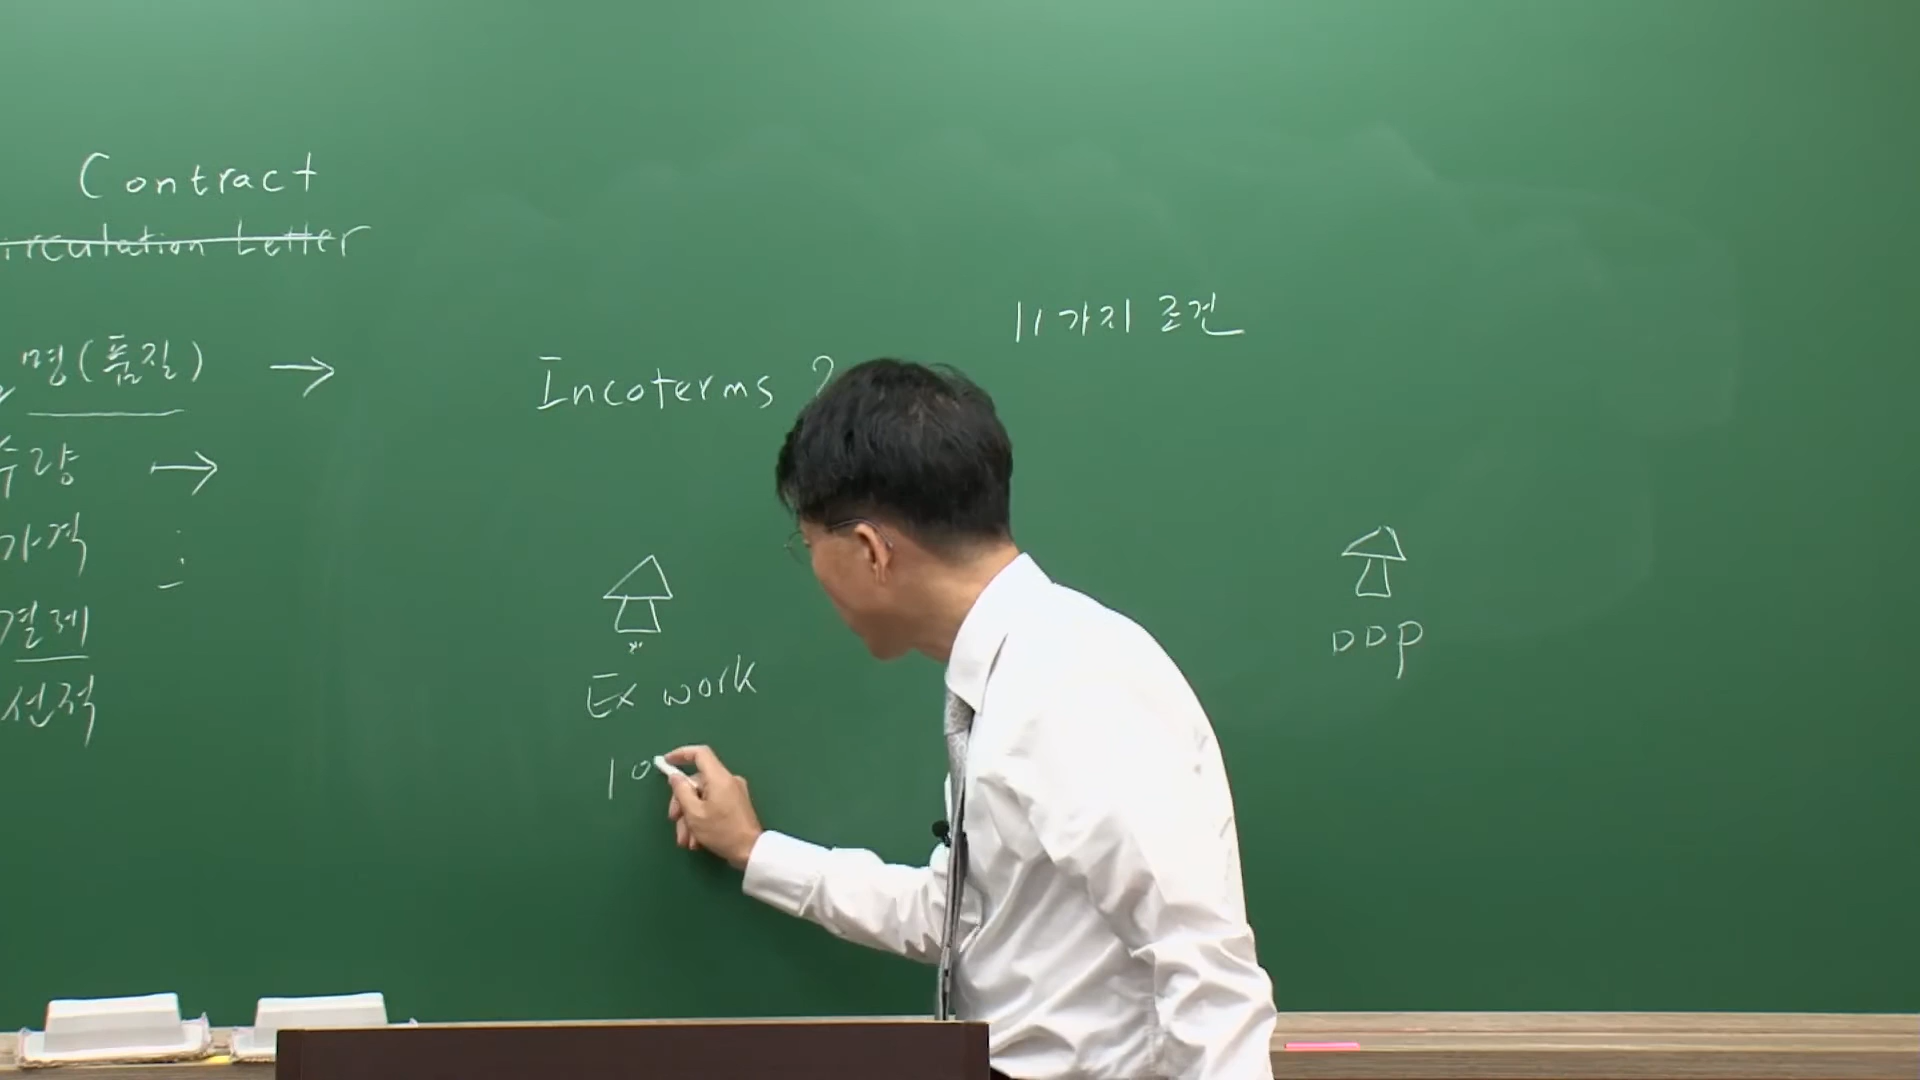 Contract
irculation Letter
명(품질) →
수량 →
가격
결제
선적
11가지 조건
Incoterms ?
Ex work
10
DDP